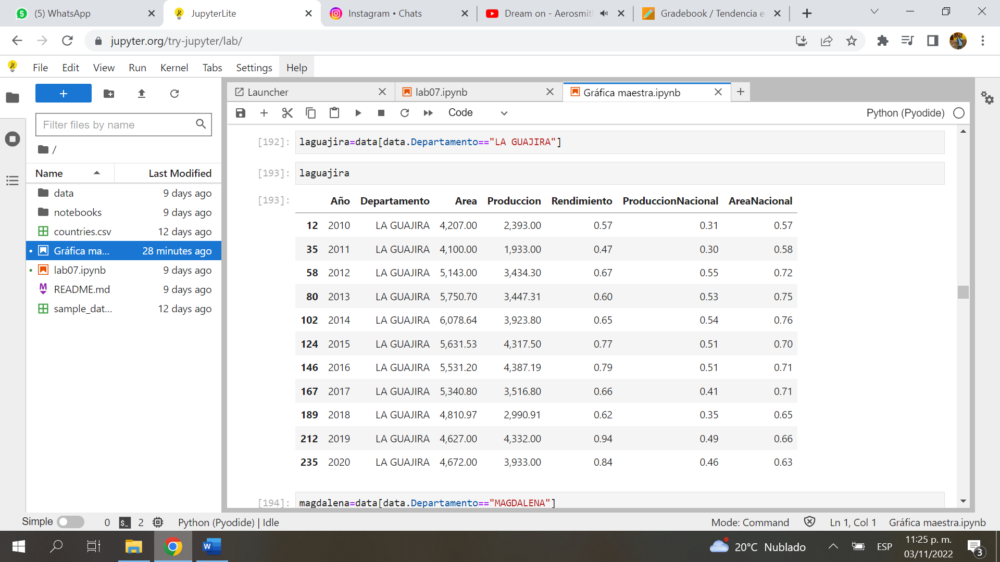 (5) WhatsApp
JupyterLite
Instagram • Chats
Dream on - Aerosmit
Gradebook / Tendencia e
jupyter.org/try-jupyter/lab/
File Edit View Run Kernel Tabs Settings Help
Launcher
lab07.ipynb
Gráfica maestra.ipynb
Code
Python (Pyodide)
Filter files by name
/
Name Last Modified
data 9 days ago
notebooks 9 days ago
countries.csv 12 days ago
Gráfica ma... 28 minutes ago
lab07.ipynb 9 days ago
README.md 9 days ago
sample_dat... 12 days ago
[192]: laguajira=data[data.Departamento=="LA GUAJIRA"]
[193]: laguajira
[193]: Año Departamento Area Produccion Rendimiento ProduccionNacional AreaNacional
12 2010 LA GUAJIRA 4,207.00 2,393.00 0.57 0.31 0.57
35 2011 LA GUAJIRA 4,100.00 1,933.00 0.47 0.30 0.58
58 2012 LA GUAJIRA 5,143.00 3,434.30 0.67 0.55 0.72
80 2013 LA GUAJIRA 5,750.70 3,447.31 0.60 0.53 0.75
102 2014 LA GUAJIRA 6,078.64 3,923.80 0.65 0.54 0.76
124 2015 LA GUAJIRA 5,631.53 4,317.50 0.77 0.51 0.70
146 2016 LA GUAJIRA 5,531.20 4,387.19 0.79 0.51 0.71
167 2017 LA GUAJIRA 5,340.80 3,516.80 0.66 0.41 0.71
189 2018 LA GUAJIRA 4,810.97 2,990.91 0.62 0.35 0.65
212 2019 LA GUAJIRA 4,627.00 4,332.00 0.94 0.49 0.66
235 2020 LA GUAJIRA 4,672.00 3,933.00 0.84 0.46 0.63
[194]: magdalena=data[data.Departamento=="MAGDALENA"]
Simple 0 2 Python (Pyodide) | Idle Mode: Command Ln 1, Col 1 Gráfica maestra.ipynb
20°C Nublado
ESP
11:25 p. m.
03/11/2022
3